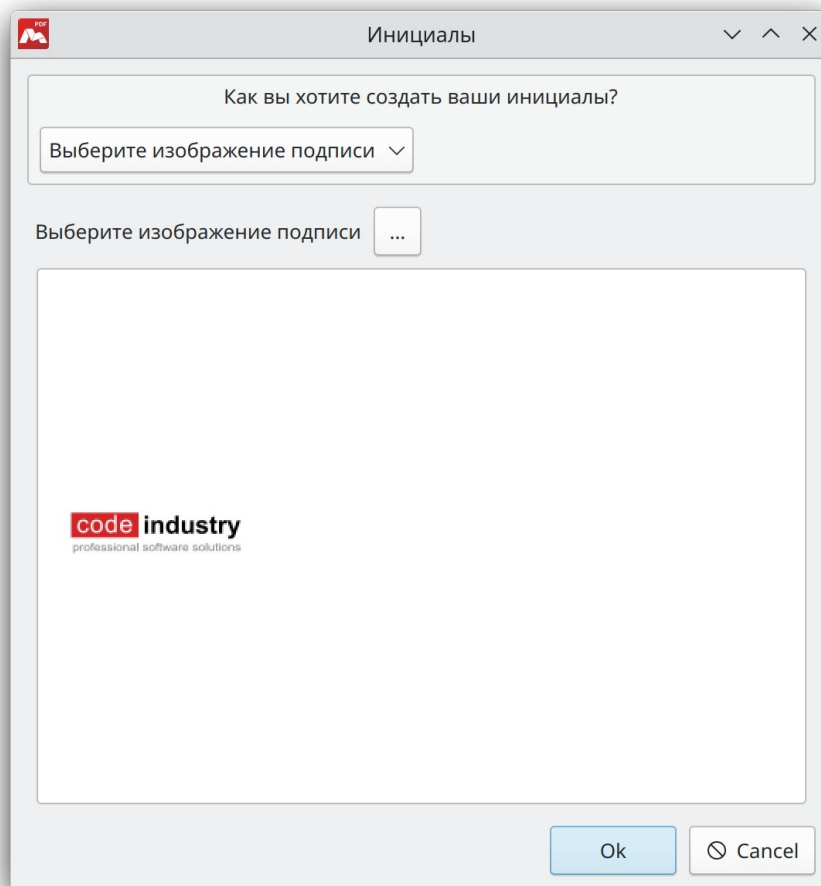 PDF
Инициалы
Как вы хотите создать ваши инициалы?
Выберите изображение подписи
Выберите изображение подписи ...
code industry
professional software solutions
Ok Cancel